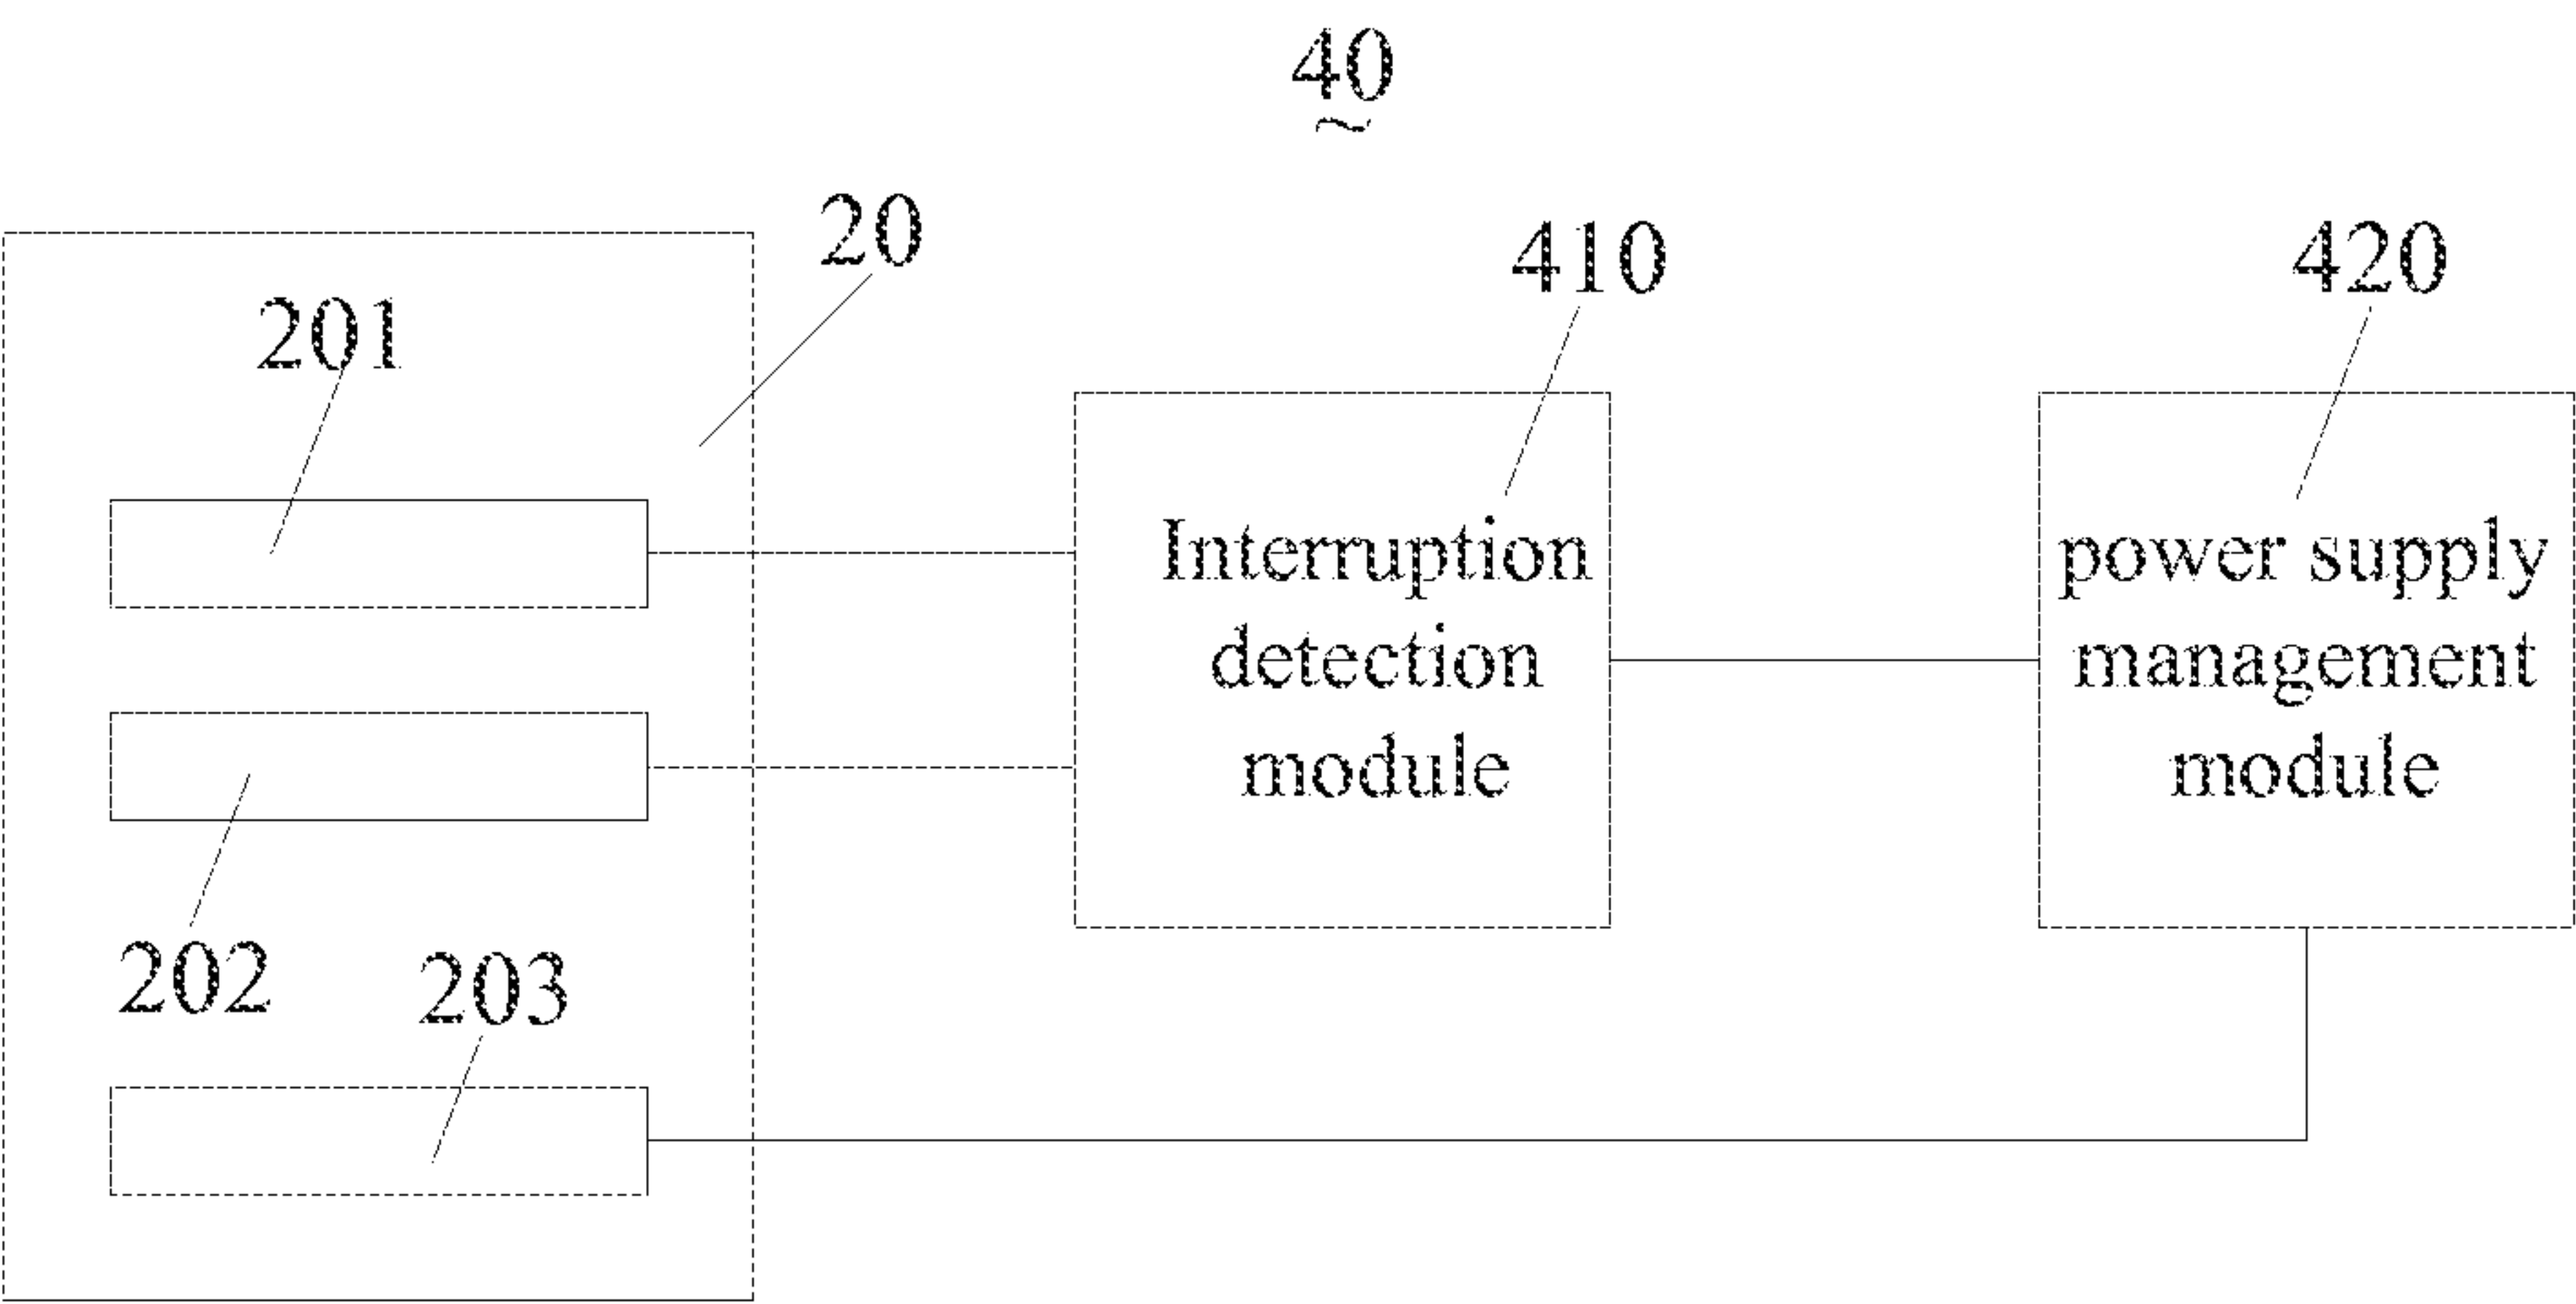 40
~
20
410
420
201
Interruption
detection
module
power supply
management
module
202
203